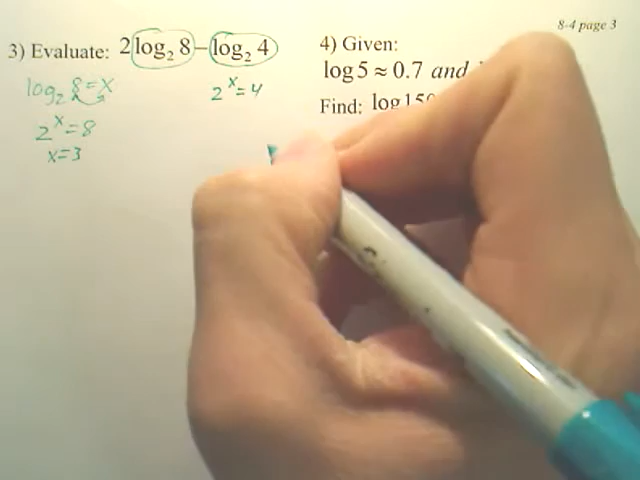 8-4 page 3
3) Evaluate: 2log₂ 8 − log₂ 4
log₂ 8 = x
2ˣ = 8
x = 3
2ˣ = 4
4) Given:
log 5 ≈ 0.7 and
Find: log 150